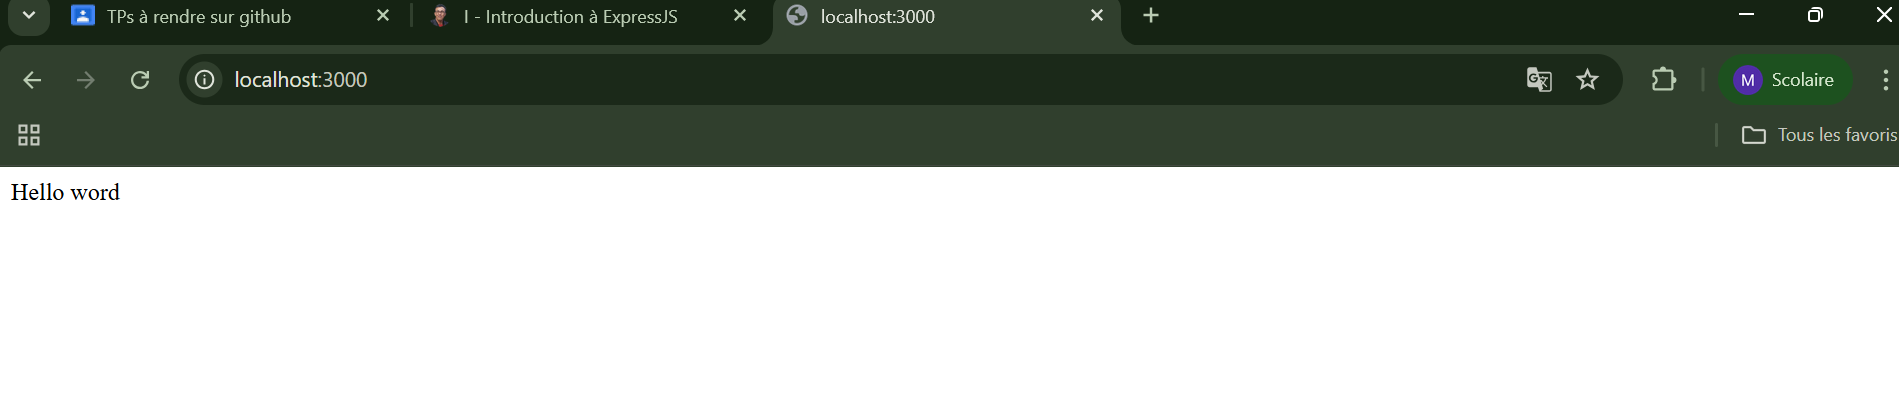 TPs à rendre sur github
I - Introduction à ExpressJS
localhost:3000
localhost:3000
M Scolaire
Tous les favoris
Hello word